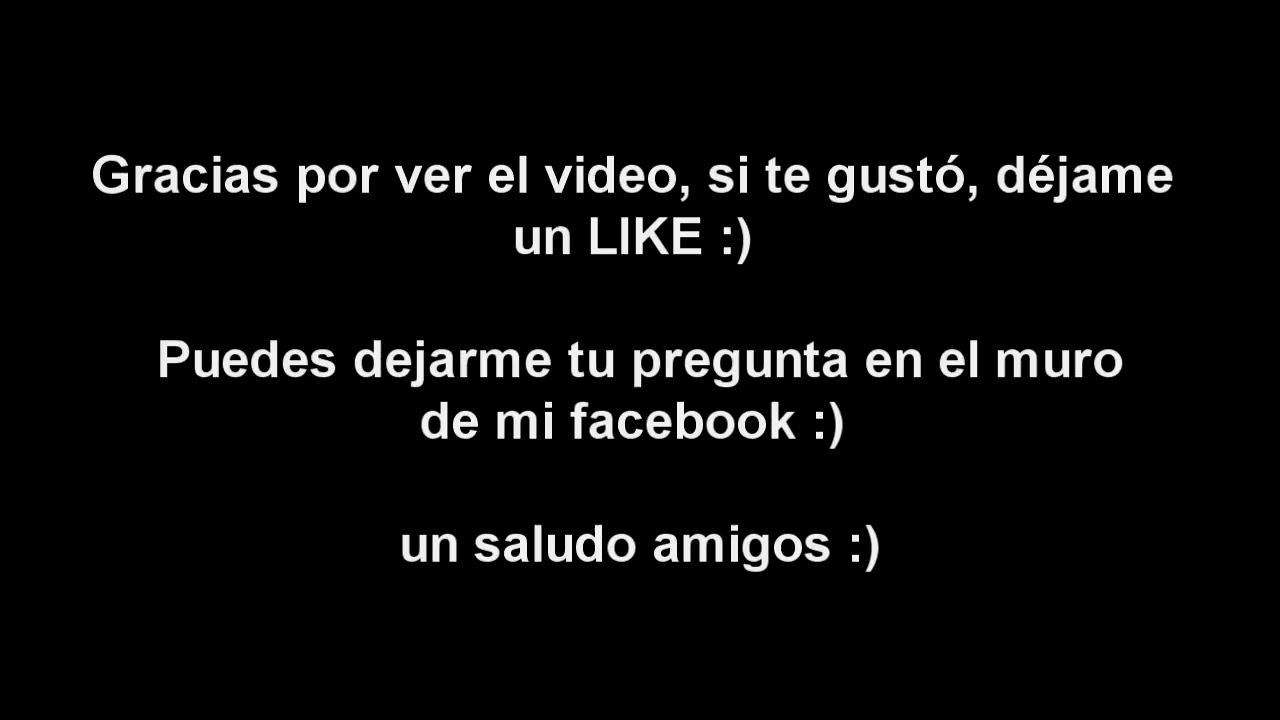 Gracias por ver el video, si te gustó, déjame
un LIKE :)
Puedes dejarme tu pregunta en el muro
de mi facebook :)
un saludo amigos :)